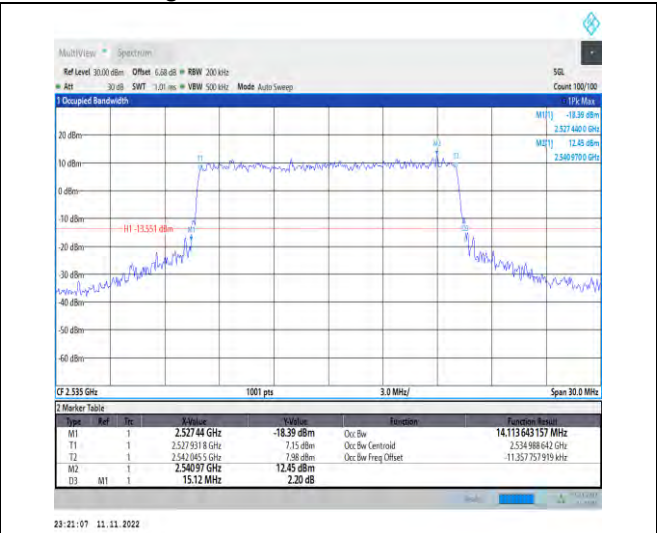 MultiView Spectrum
Ref Level 30.00 dBm Offset 6.68 dB RBW 200 kHz SGL
Att 30 dB SWT 1.01 ms VBW 500 kHz Mode Auto Sweep Count 100/100
1 Occupied Bandwidth 1Pk Max
M1[1] -18.39 dBm
2.527 440 0 GHz
20 dBm M2[1] 12.45 dBm
2.540 970 0 GHz
M2
T1 T2
10 dBm
0 dBm
-10 dBm
H1 -13.551 dBm
-20 dBm
-30 dBm
-40 dBm
-50 dBm
-60 dBm
CF 2.535 GHz 1001 pts 3.0 MHz/ Span 30.0 MHz
2 Marker Table
Type Ref Trc X-Value Y-Value Function Function Result
M1 1 2.527 44 GHz -18.39 dBm Occ Bw 14.113 643 157 MHz
T1 1 2.527 931 8 GHz 7.15 dBm Occ Bw Centroid 2.534 988 642 GHz
T2 1 2.542 045 5 GHz 7.98 dBm Occ Bw Freq Offset -11.357 757 919 kHz
M2 1 2.540 97 GHz 12.45 dBm
D3 M1 1 15.12 MHz 2.20 dB
23:21:07 11.11.2022